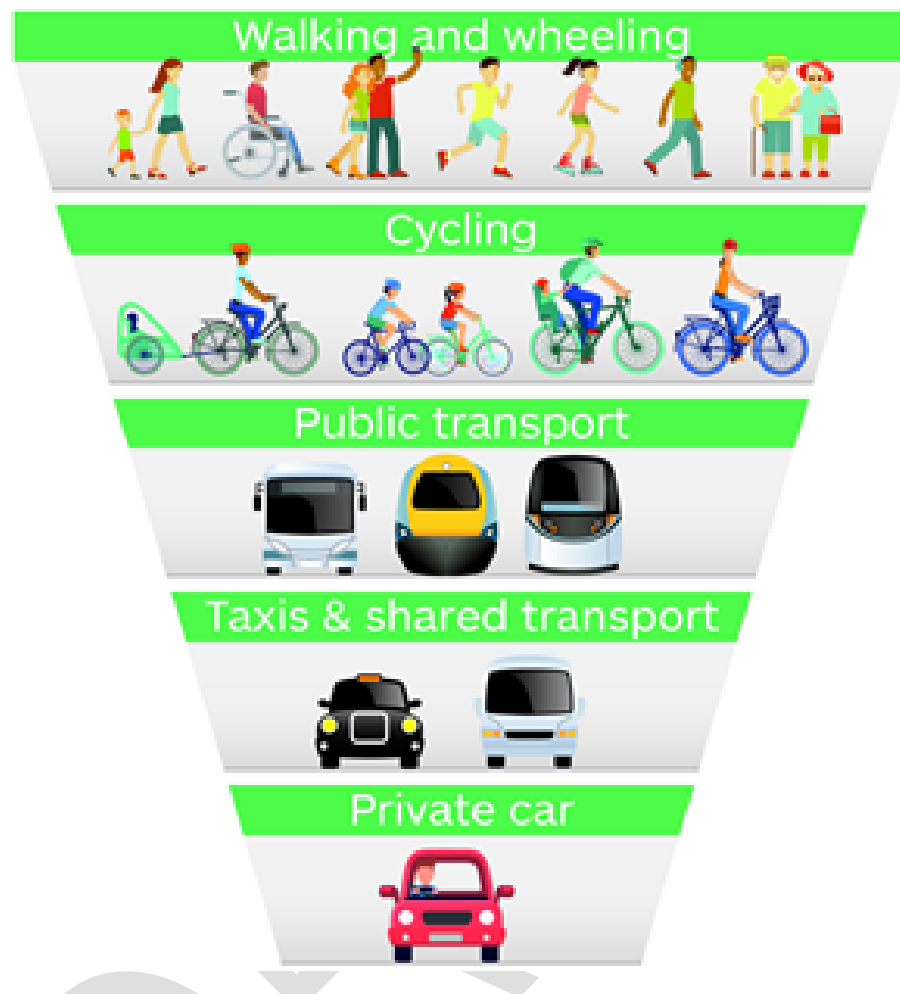 Walking and wheeling
Cycling
Public transport
Taxis & shared transport
Private car